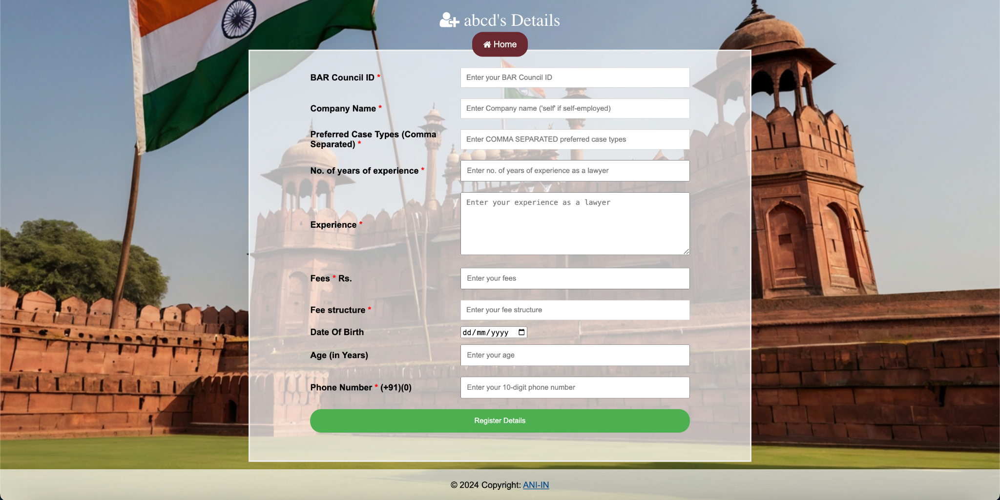 abcd's Details
Home
BAR Council ID *
Enter your BAR Council ID
Company Name *
Enter Company name ('self' if self-employed)
Preferred Case Types (Comma
Separated) *
Enter COMMA SEPARATED preferred case types
No. of years of experience *
Enter no. of years of experience as a lawyer
Experience *
Enter your experience as a lawyer
Fees * Rs.
Enter your fees
Fee structure *
Enter your fee structure
Date Of Birth
dd/mm/yyyy
Age (in Years)
Enter your age
Phone Number * (+91)(0)
Enter your 10-digit phone number
Register Details
© 2024 Copyright: ANI-IN